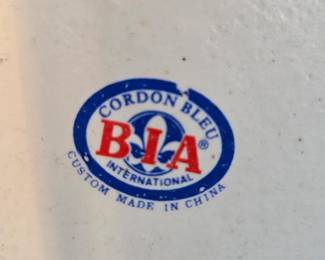 CORDON BLEU
BIA®
INTERNATIONAL
CUSTOM MADE IN CHINA